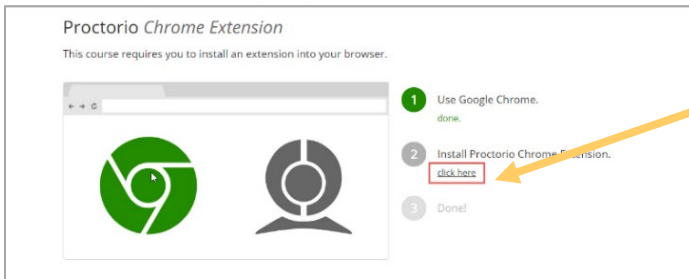 Proctorio Chrome Extension
This course requires you to install an extension into your browser.
1 Use Google Chrome.
done.
2 Install Proctorio Chrome Extension.
click here
3 Done!